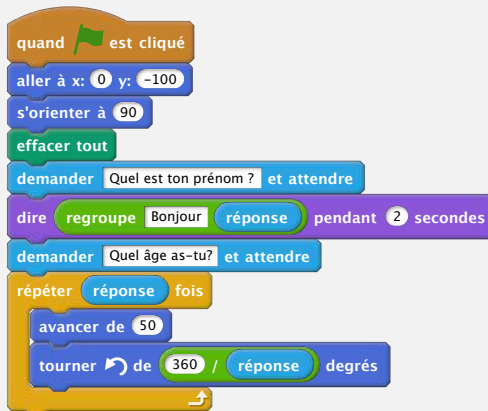 quand est cliqué
aller à x: 0 y: -100
s'orienter à 90
effacer tout
demander Quel est ton prénom ? et attendre
dire regroupe Bonjour réponse pendant 2 secondes
demander Quel âge as-tu? et attendre
répéter réponse fois
avancer de 50
tourner de 360 / réponse degrés